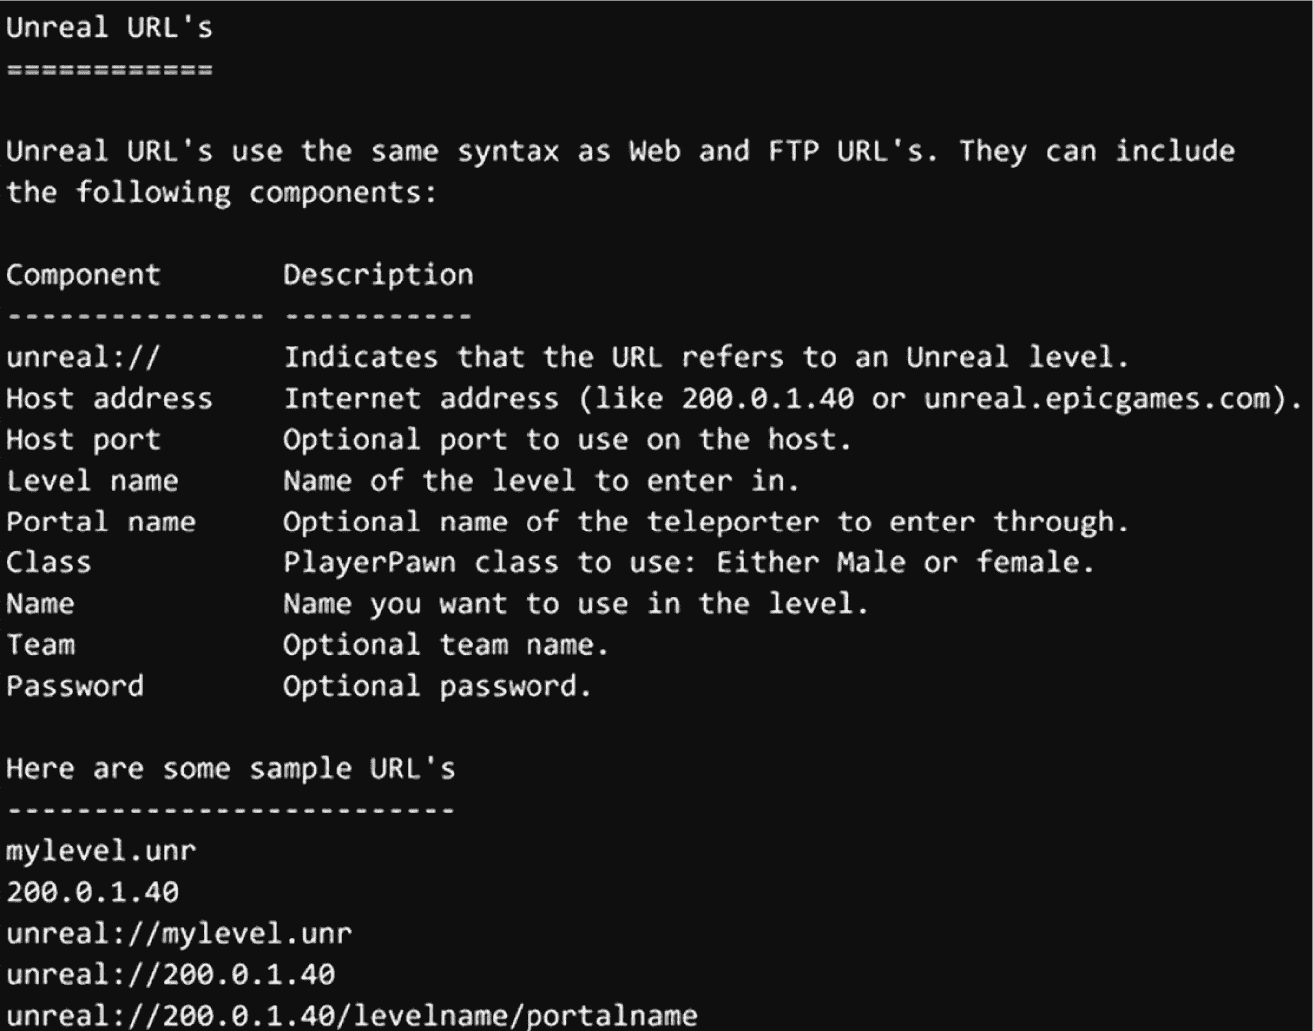 Unreal URL's
============
Unreal URL's use the same syntax as Web and FTP URL's. They can include
the following components:
Component       Description
--------------- -----------
unreal://       Indicates that the URL refers to an Unreal level.
Host address    Internet address (like 200.0.1.40 or unreal.epicgames.com).
Host port       Optional port to use on the host.
Level name      Name of the level to enter in.
Portal name     Optional name of the teleporter to enter through.
Class           PlayerPawn class to use: Either Male or female.
Name            Name you want to use in the level.
Team            Optional team name.
Password        Optional password.
Here are some sample URL's
--------------------------
mylevel.unr
200.0.1.40
unreal://mylevel.unr
unreal://200.0.1.40
unreal://200.0.1.40/levelname/portalname